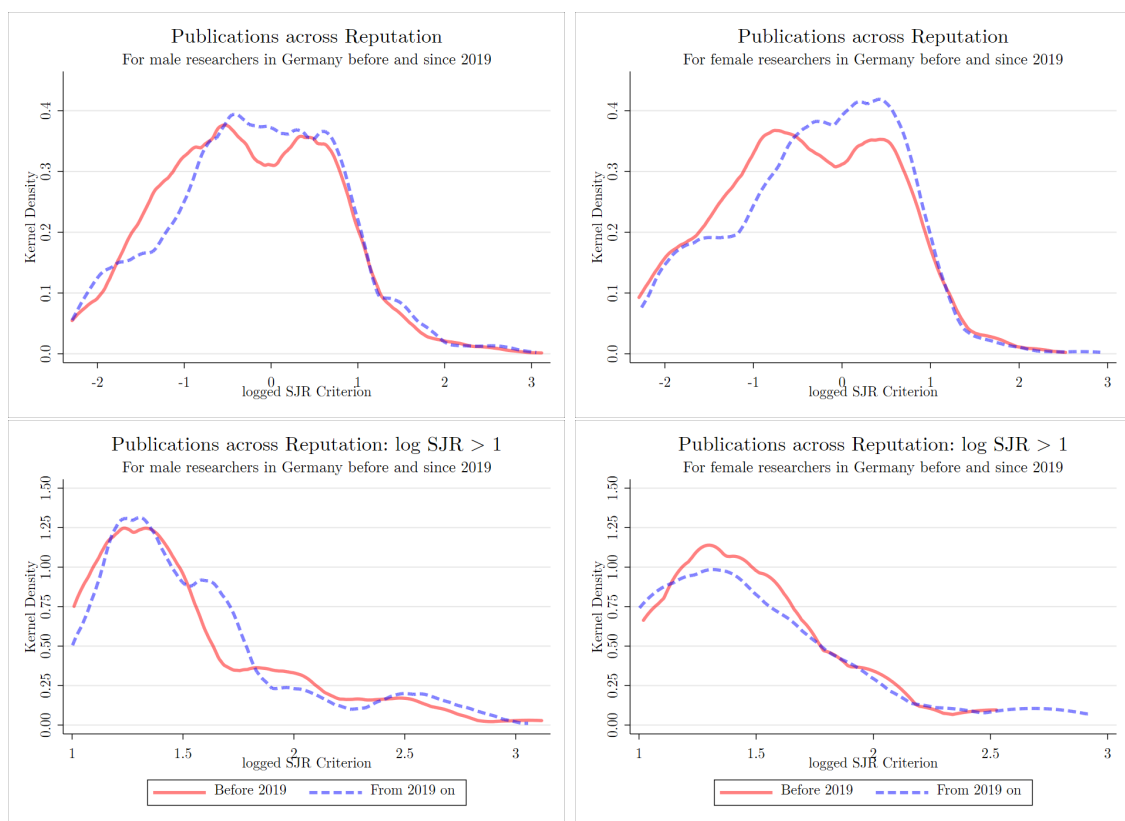 Publications across Reputation
For male researchers in Germany before and since 2019
Kernel Density
0.0
0.1
0.2
0.3
0.4
-2
-1
0
1
2
3
logged SJR Criterion
Publications across Reputation
For female researchers in Germany before and since 2019
Kernel Density
0.0
0.1
0.2
0.3
0.4
-2
-1
0
1
2
3
logged SJR Criterion
Publications across Reputation: log SJR > 1
For male researchers in Germany before and since 2019
Kernel Density
0.00
0.25
0.50
0.75
1.00
1.25
1.50
1
1.5
2
2.5
3
logged SJR Criterion
Before 2019
From 2019 on
Publications across Reputation: log SJR > 1
For female researchers in Germany before and since 2019
Kernel Density
0.00
0.25
0.50
0.75
1.00
1.25
1.50
1
1.5
2
2.5
3
logged SJR Criterion
Before 2019
From 2019 on